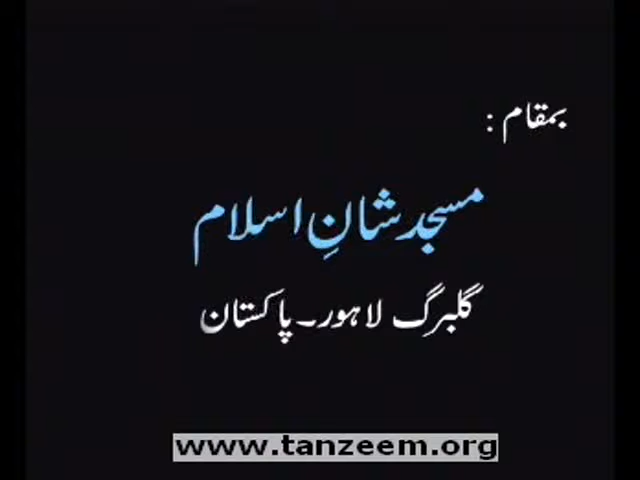 بمقام :
مسجد شانِ اسلام
گلبرگ لاہور۔ پاکستان
www.tanzeem.org